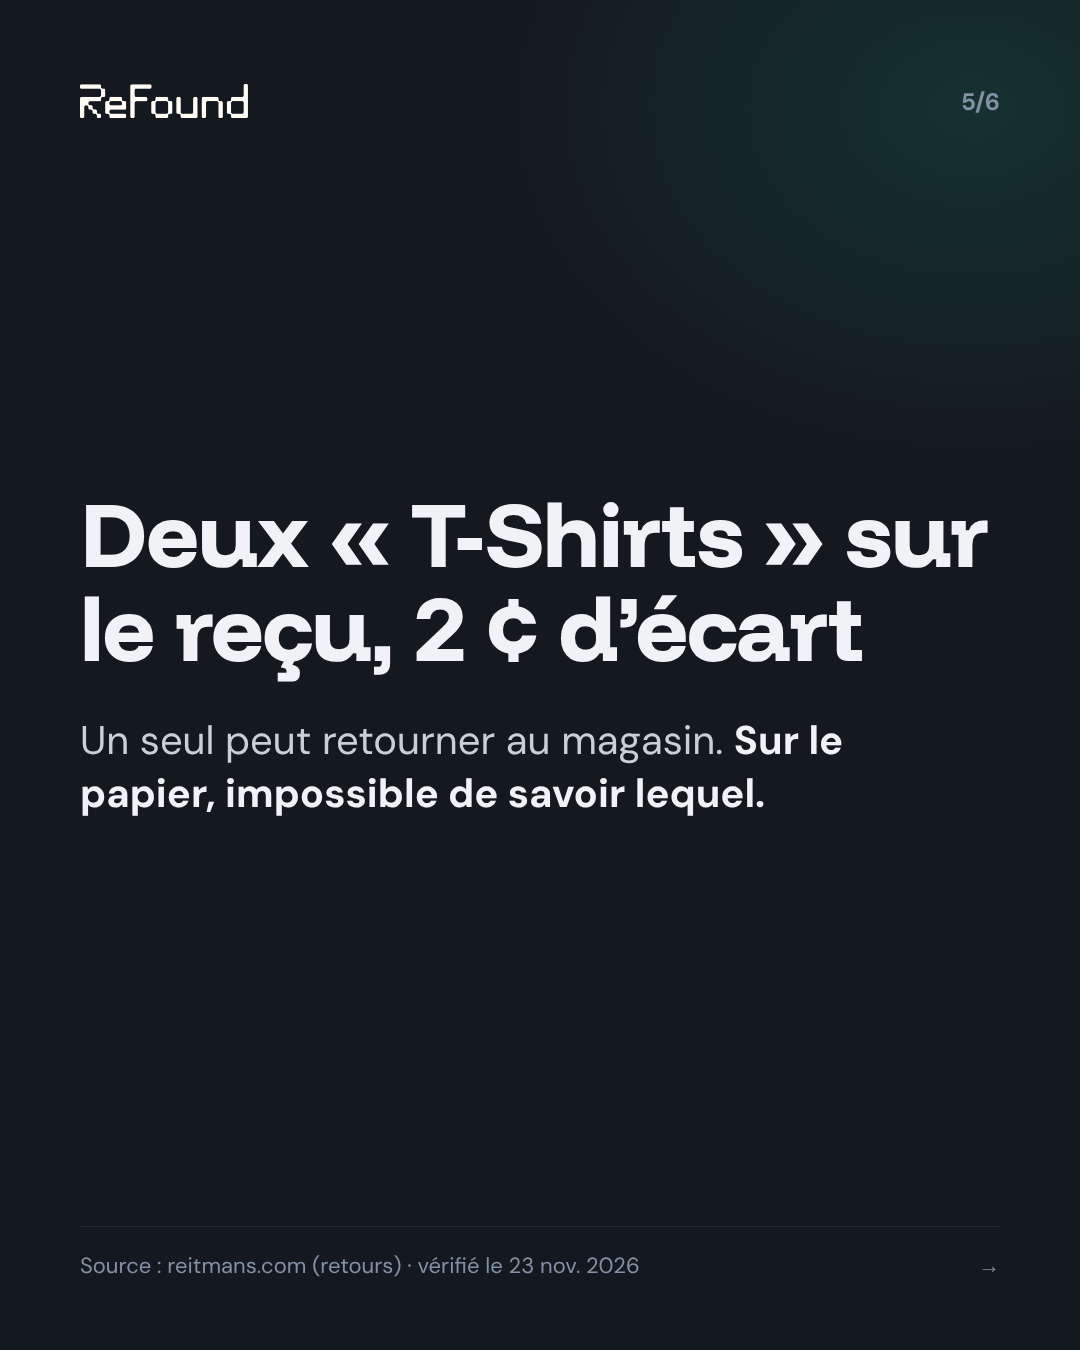 ReFound
5/6
Deux « T-Shirts » sur
le reçu, 2 ¢ d’écart
Un seul peut retourner au magasin. Sur le
papier, impossible de savoir lequel.
Source : reitmans.com (retours) · vérifié le 23 nov. 2026 →